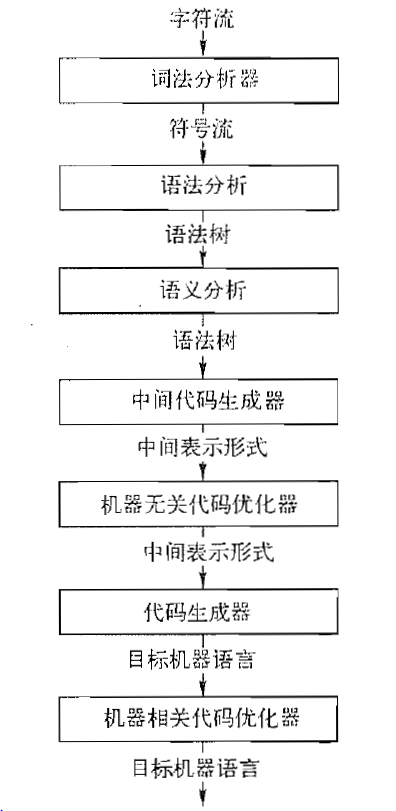 字符流
词法分析器
符号流
语法分析
语法树
语义分析
语法树
中间代码生成器
中间表示形式
机器无关代码优化器
中间表示形式
代码生成器
目标机器语言
机器相关代码优化器
目标机器语言